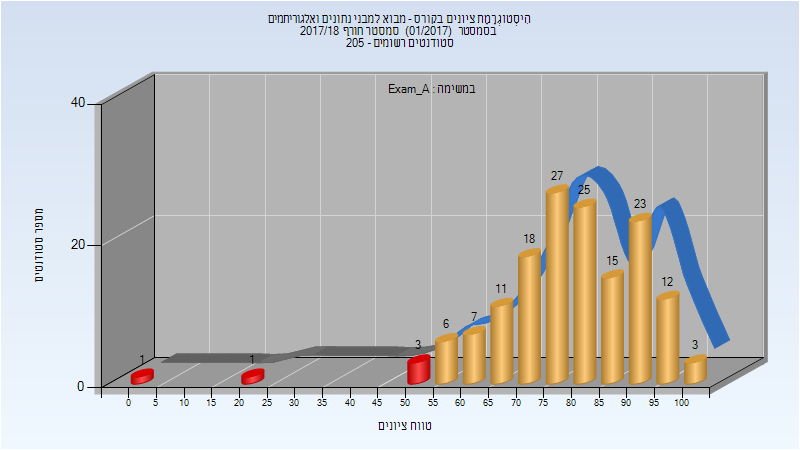 הִיסְטוֹגְרָמַת ציונים בקורס - מבוא למבני נתונים ואלגוריתמים
בסמסטר (01/2017) סמסטר חורף 2017/18
סטודנטים רשומים - 205
במשימה : Exam_A
40
20
0
מספר סטודנטים
1
1
3
6
7
11
18
27
25
15
23
12
3
0 5 10 15 20 25 30 35 40 45 50 55 60 65 70 75 80 85 90 95 100
טווח ציונים